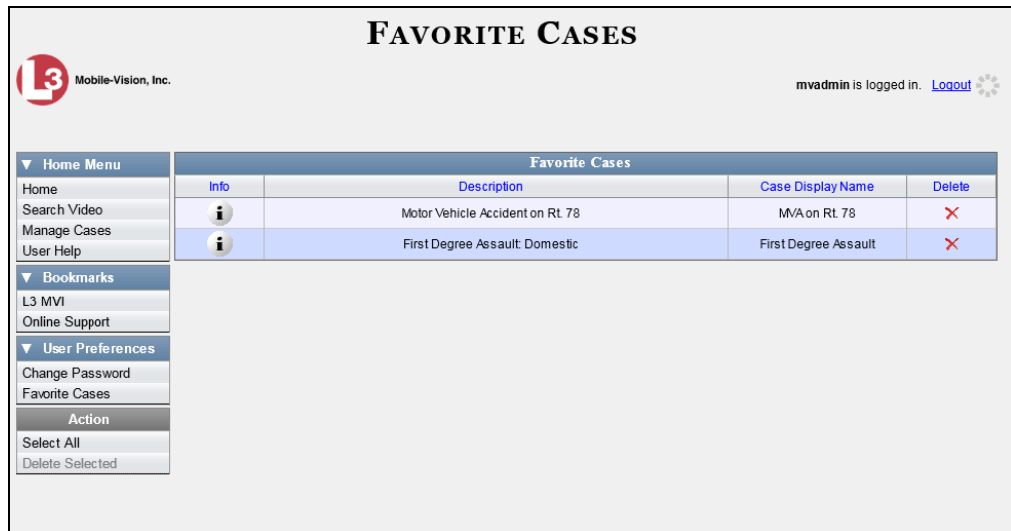 FAVORITE CASES
L3 Mobile-Vision, Inc.
mvadmin is logged in. Logout
▼ Home Menu
Home
Search Video
Manage Cases
User Help
▼ Bookmarks
L3 MVI
Online Support
▼ User Preferences
Change Password
Favorite Cases
Action
Select All
Delete Selected
Favorite Cases
Info Description Case Display Name Delete
i Motor Vehicle Accident on Rt. 78 MVA on Rt. 78
i First Degree Assault: Domestic First Degree Assault